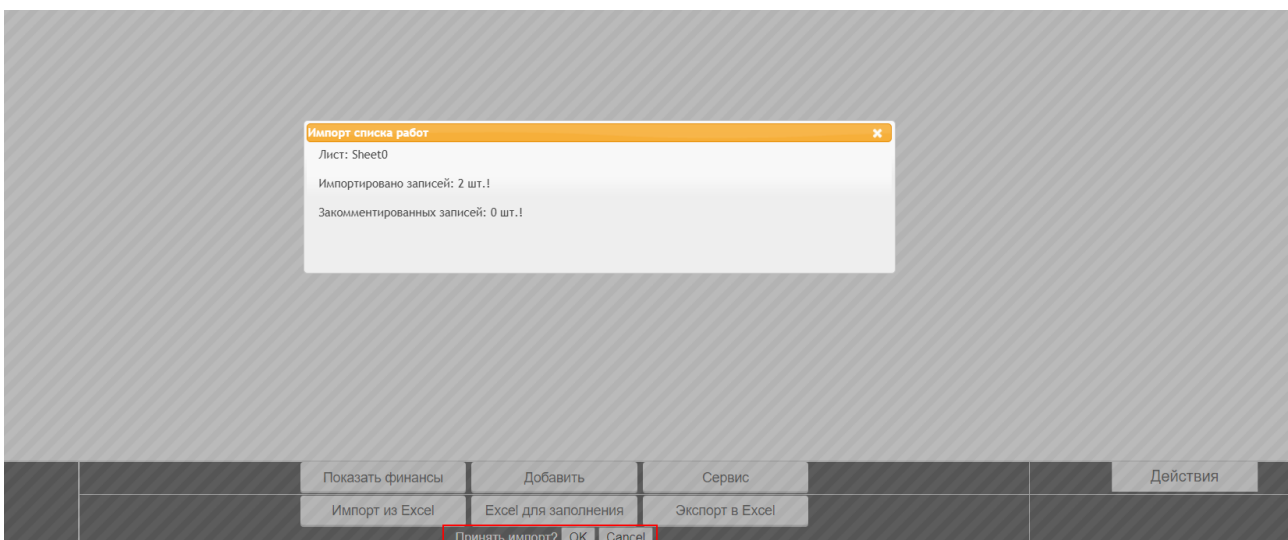 Импорт списка работ
Лист: Sheet0
Импортировано записей: 2 шт.!
Закомментированных записей: 0 шт.!
Показать финансы Добавить Сервис Действия
Импорт из Excel Excel для заполнения Экспорт в Excel
Принять импорт? OK Cancel